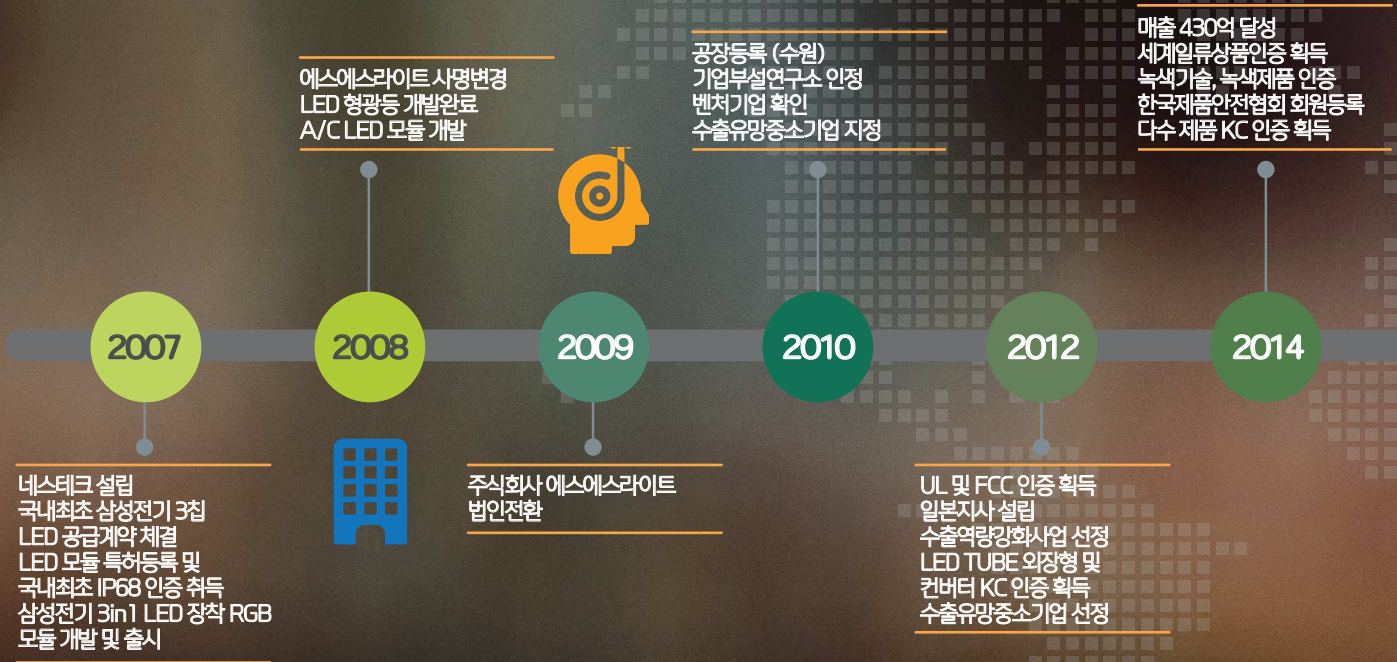 2007
네스테크 설립
국내최초 삼성전기 3칩
LED 공급계약 체결
LED 모듈 특허등록 및
국내최초 IP68 인증 취득
삼성전기 3in1 LED 장착 RGB
모듈 개발 및 출시
2008
에스에스라이트 사명변경
LED 형광등 개발완료
A/C LED 모듈 개발
2009
주식회사 에스에스라이트
법인전환
2010
공장등록 (수원)
기업부설연구소 인정
벤처기업 확인
수출유망중소기업 지정
2012
UL 및 FCC 인증 획득
일본지사 설립
수출역량강화사업 선정
LED TUBE 외장형 및
컨버터 KC 인증 획득
수출유망중소기업 선정
2014
매출 430억 달성
세계일류상품인증 획득
녹색기술, 녹색제품 인증
한국제품안전협회 회원등록
다수 제품 KC 인증 획득